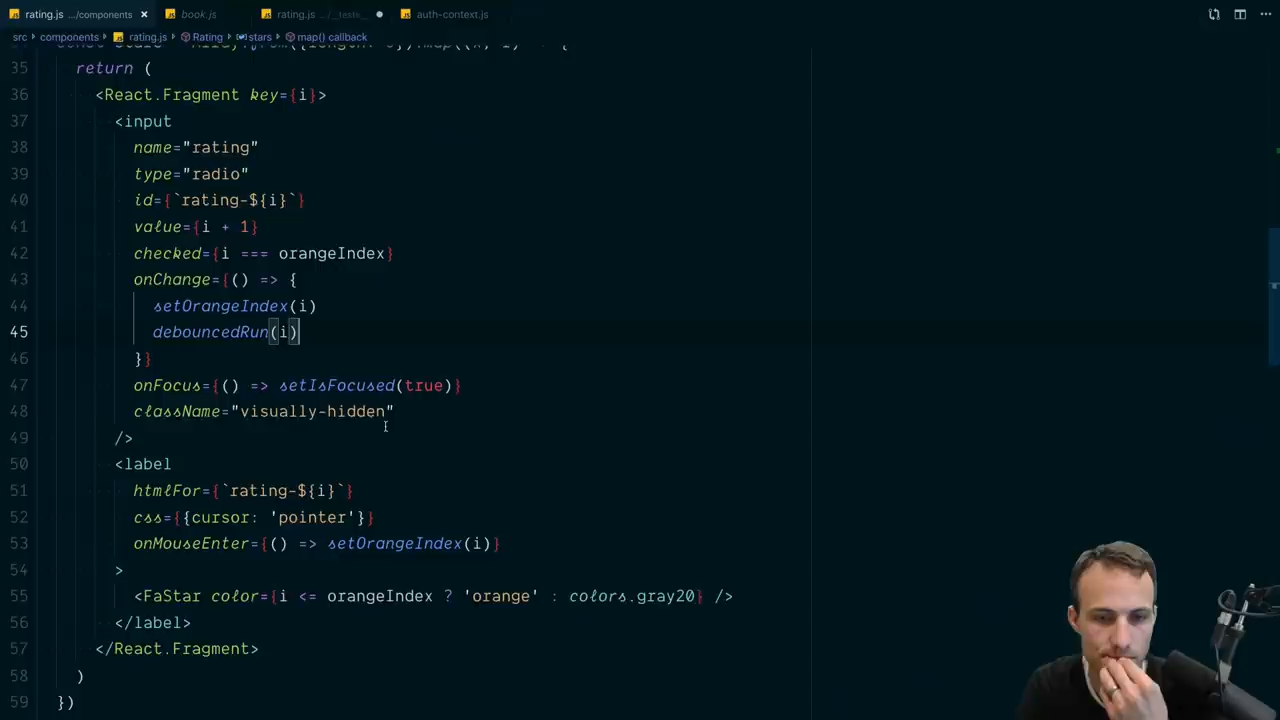 rating.js .../components × book.js rating.js .../__tests__ ● auth-context.js ···
src > components > rating.js > Rating > stars > map() callback
35 return (
36 <React.Fragment key={i}>
37 <input
38 name="rating"
39 type="radio"
40 id={`rating-${i}`}
41 value={i + 1}
42 checked={i === orangeIndex}
43 onChange={() => {
44 setOrangeIndex(i)
45 debouncedRun(i)
46 }}
47 onFocus={() => setIsFocused(true)}
48 className="visually-hidden"
49 />
50 <label
51 htmlFor={`rating-${i}`}
52 css={{cursor: 'pointer'}}
53 onMouseEnter={() => setOrangeIndex(i)}
54 >
55 <FaStar color={i <= orangeIndex ? 'orange' : colors.gray20} />
56 </label>
57 </React.Fragment>
58 )
59 })